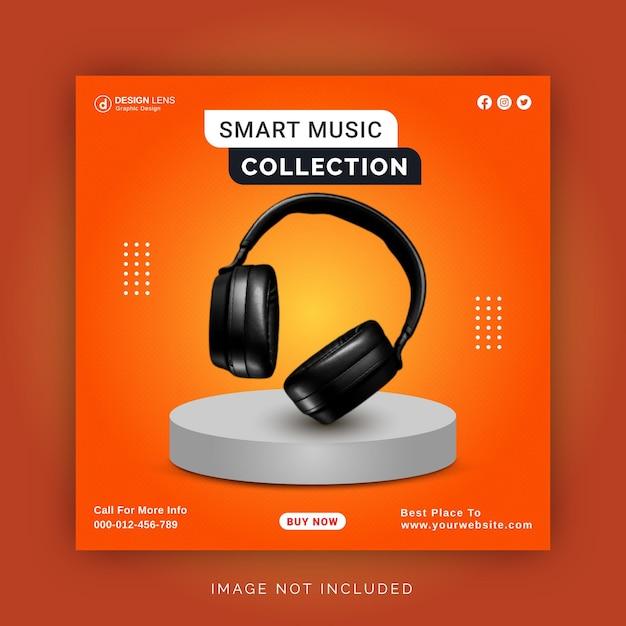 DESIGN LENS
Graphic Design
SMART MUSIC
COLLECTION
Call For More Info
000-012-456-789
BUY NOW
Best Place To
www.yourwebsite.com
IMAGE NOT INCLUDED